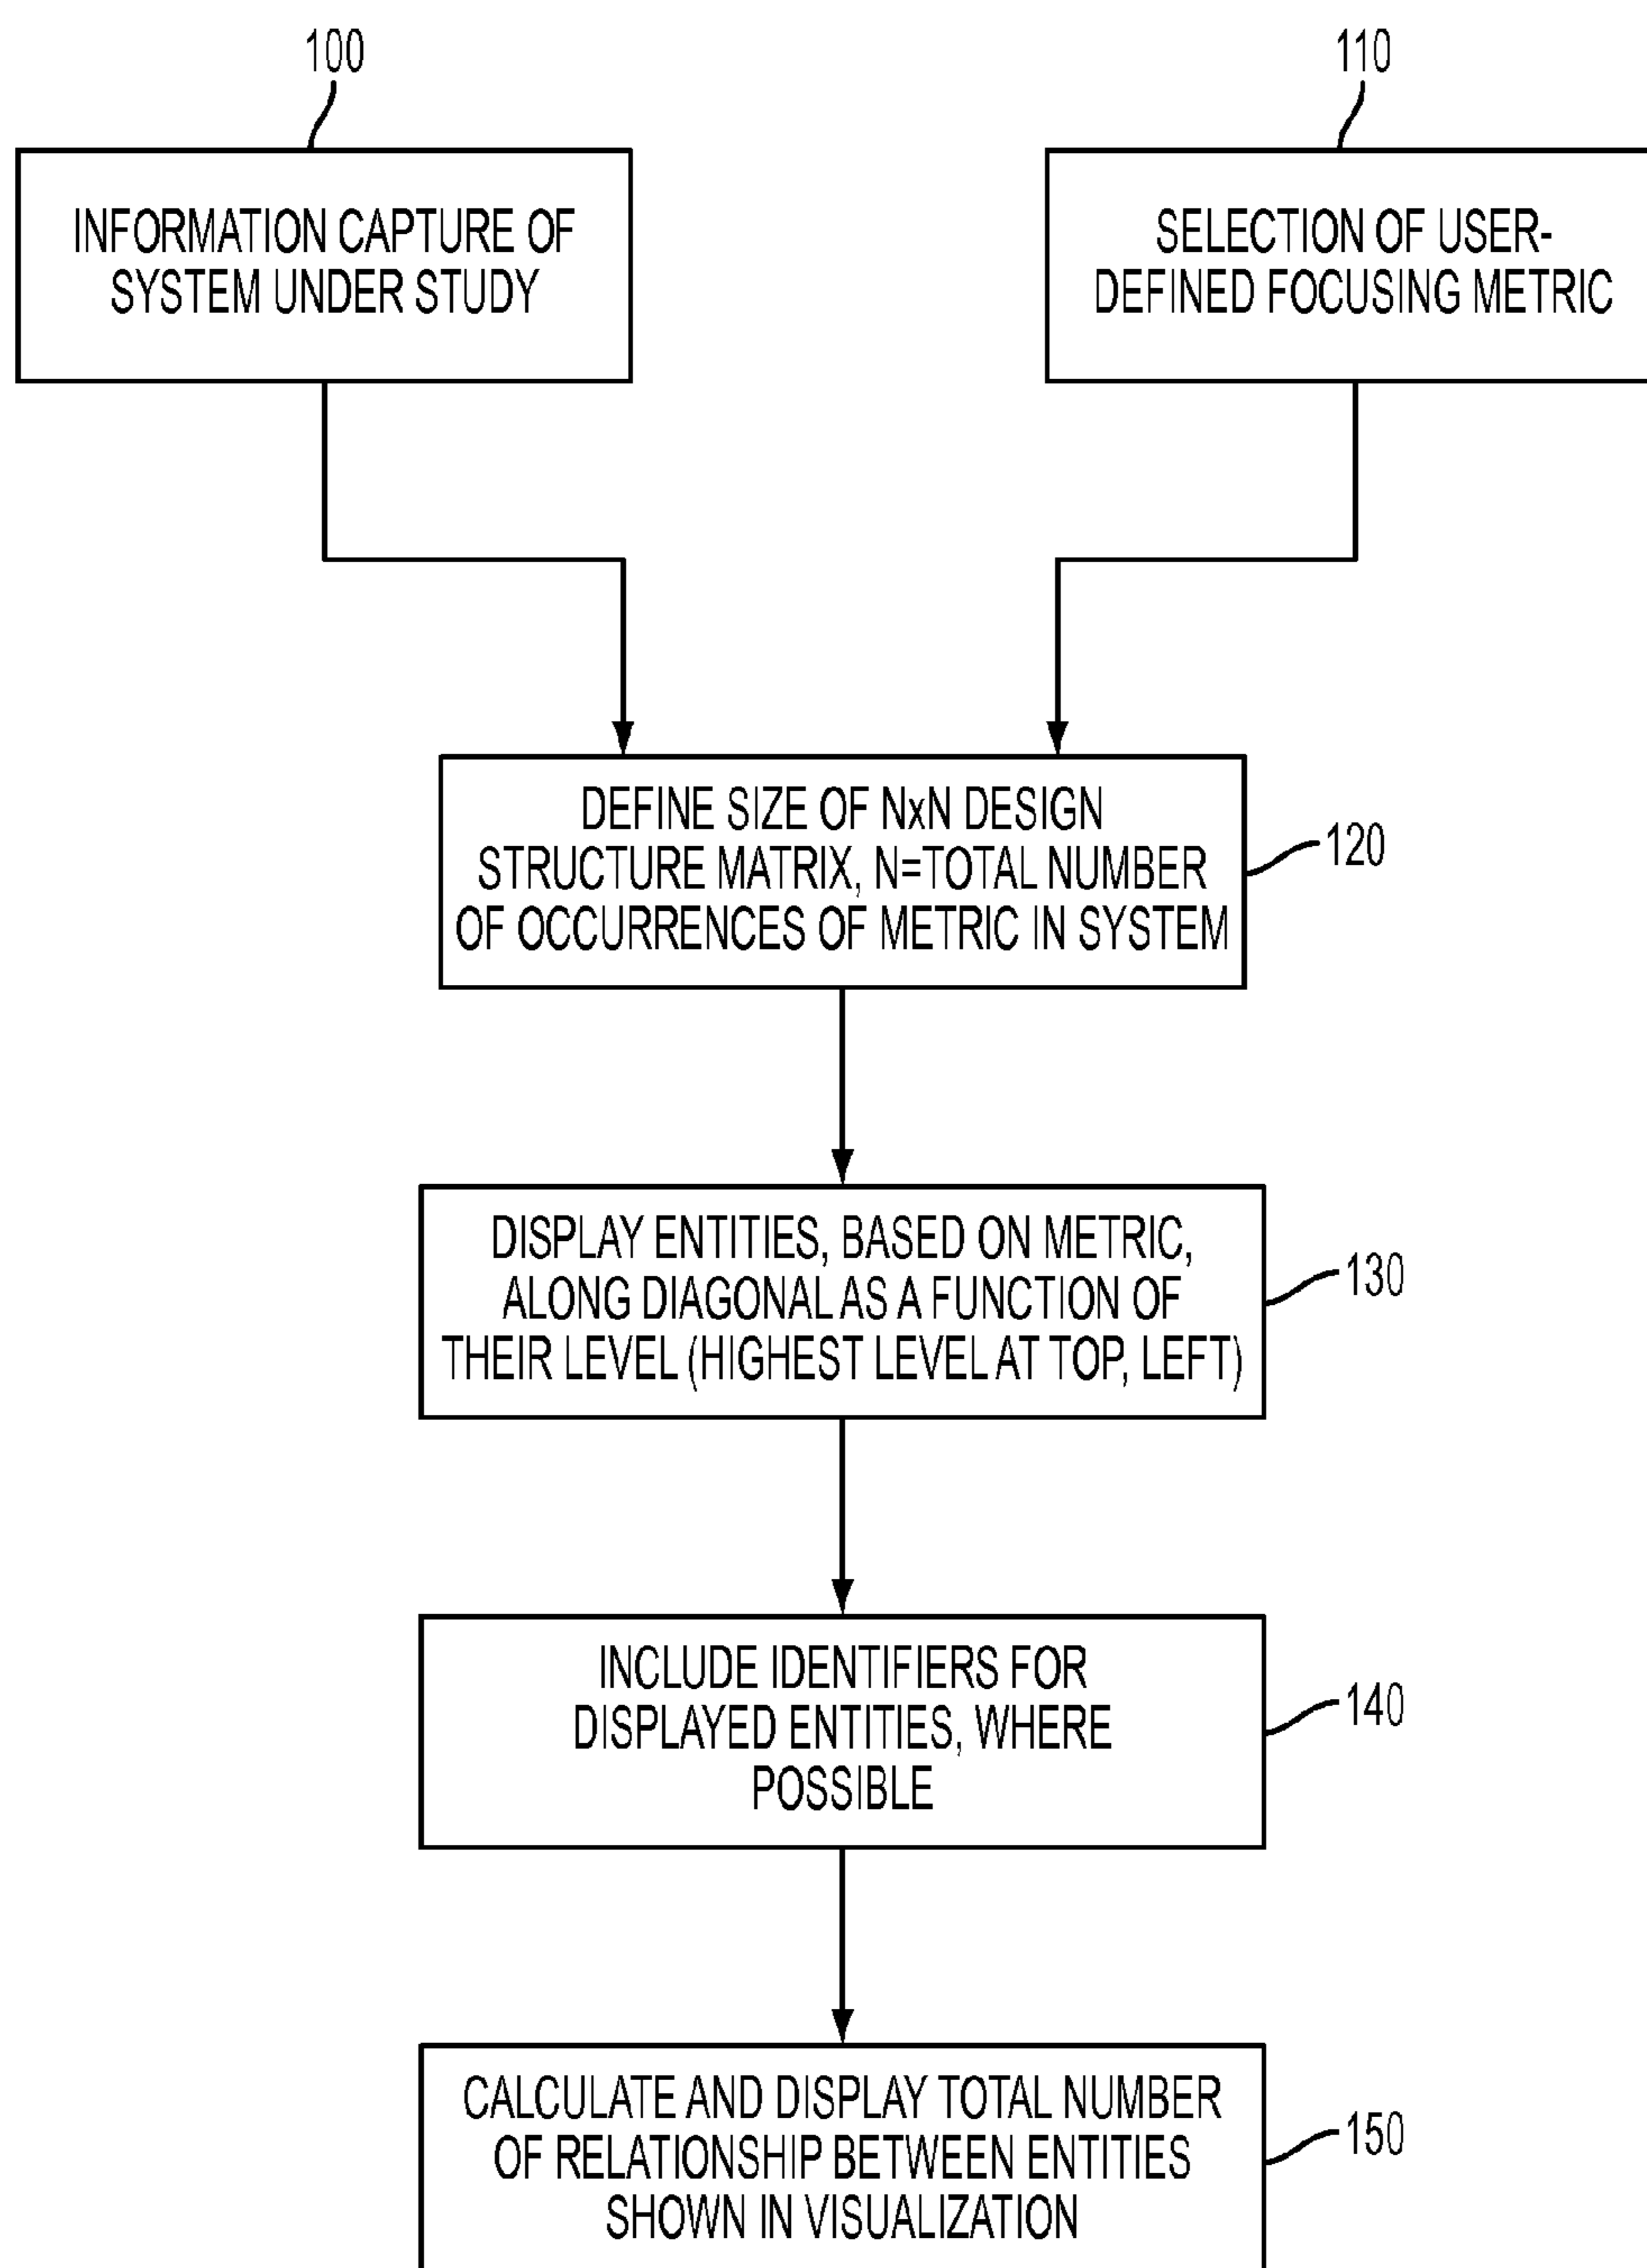 100
INFORMATION CAPTURE OF
SYSTEM UNDER STUDY
110
SELECTION OF USER-
DEFINED FOCUSING METRIC
DEFINE SIZE OF NxN DESIGN
STRUCTURE MATRIX, N=TOTAL NUMBER
OF OCCURRENCES OF METRIC IN SYSTEM
120
DISPLAY ENTITIES, BASED ON METRIC,
ALONG DIAGONAL AS A FUNCTION OF
THEIR LEVEL (HIGHEST LEVEL AT TOP, LEFT)
130
INCLUDE IDENTIFIERS FOR
DISPLAYED ENTITIES, WHERE
POSSIBLE
140
CALCULATE AND DISPLAY TOTAL NUMBER
OF RELATIONSHIP BETWEEN ENTITIES
SHOWN IN VISUALIZATION
150